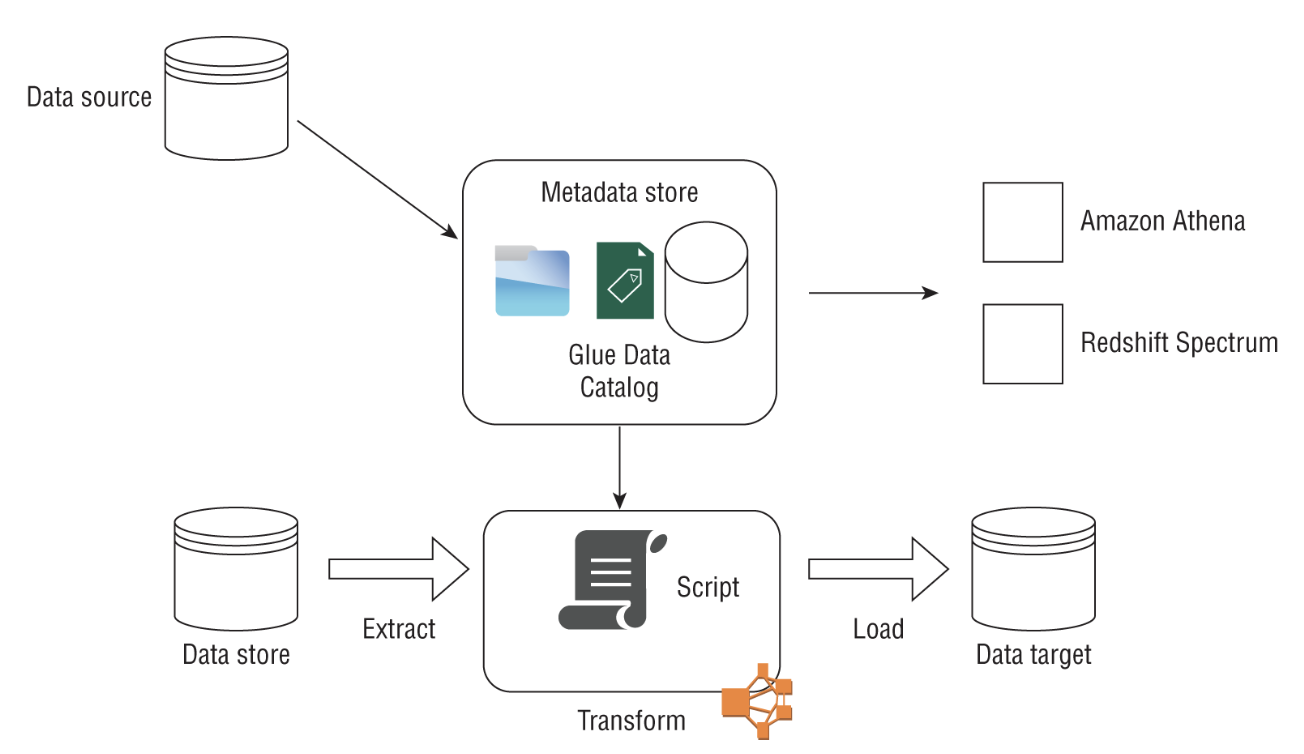 Data source
Metadata store
Glue Data
Catalog
Amazon Athena
Redshift Spectrum
Data store
Extract
Script
Transform
Load
Data target